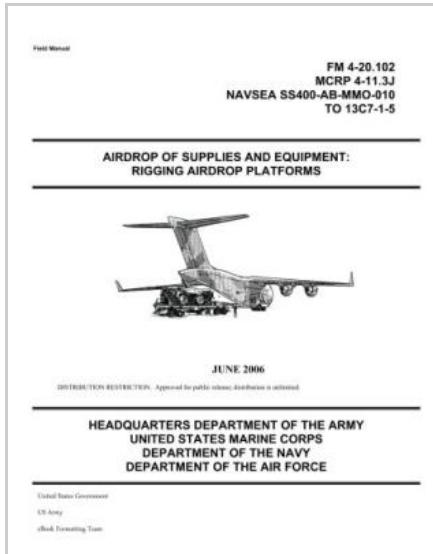 Field Manual
FM 4-20.102
MCRP 4-11.3J
NAVSEA SS400-AB-MMO-010
TO 13C7-1-5
AIRDROP OF SUPPLIES AND EQUIPMENT:
RIGGING AIRDROP PLATFORMS
JUNE 2006
DISTRIBUTION RESTRICTION. Approved for public release; distribution is unlimited.
HEADQUARTERS DEPARTMENT OF THE ARMY
UNITED STATES MARINE CORPS
DEPARTMENT OF THE NAVY
DEPARTMENT OF THE AIR FORCE
United States Government
US Army
eBook Formatting Team